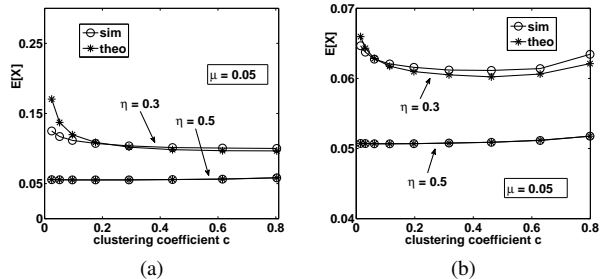 0.25
0.15
0.05
0
E[X]
sim
theo
μ = 0.05
η = 0.3
η = 0.5
0 0.2 0.4 0.6 0.8
clustering coefficient c
(a)
0.07
0.06
0.05
0.04
E[X]
sim
theo
η = 0.3
η = 0.5
μ = 0.05
0 0.2 0.4 0.6 0.8
clustering coefficient c
(b)